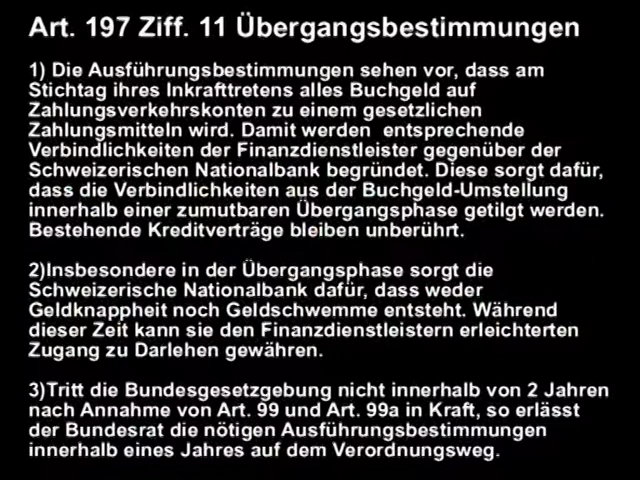 Art. 197 Ziff. 11 Übergangsbestimmungen
1) Die Ausführungsbestimmungen sehen vor, dass am
Stichtag ihres Inkrafttretens alles Buchgeld auf
Zahlungsverkehrskonten zu einem gesetzlichen
Zahlungsmitteln wird. Damit werden entsprechende
Verbindlichkeiten der Finanzdienstleister gegenüber der
Schweizerischen Nationalbank begründet. Diese sorgt dafür,
dass die Verbindlichkeiten aus der Buchgeld-Umstellung
innerhalb einer zumutbaren Übergangsphase getilgt werden.
Bestehende Kreditverträge bleiben unberührt.
2)Insbesondere in der Übergangsphase sorgt die
Schweizerische Nationalbank dafür, dass weder
Geldknappheit noch Geldschwemme entsteht. Während
dieser Zeit kann sie den Finanzdienstleistern erleichterten
Zugang zu Darlehen gewähren.
3)Tritt die Bundesgesetzgebung nicht innerhalb von 2 Jahren
nach Annahme von Art. 99 und Art. 99a in Kraft, so erlässt
der Bundesrat die nötigen Ausführungsbestimmungen
innerhalb eines Jahres auf dem Verordnungsweg.